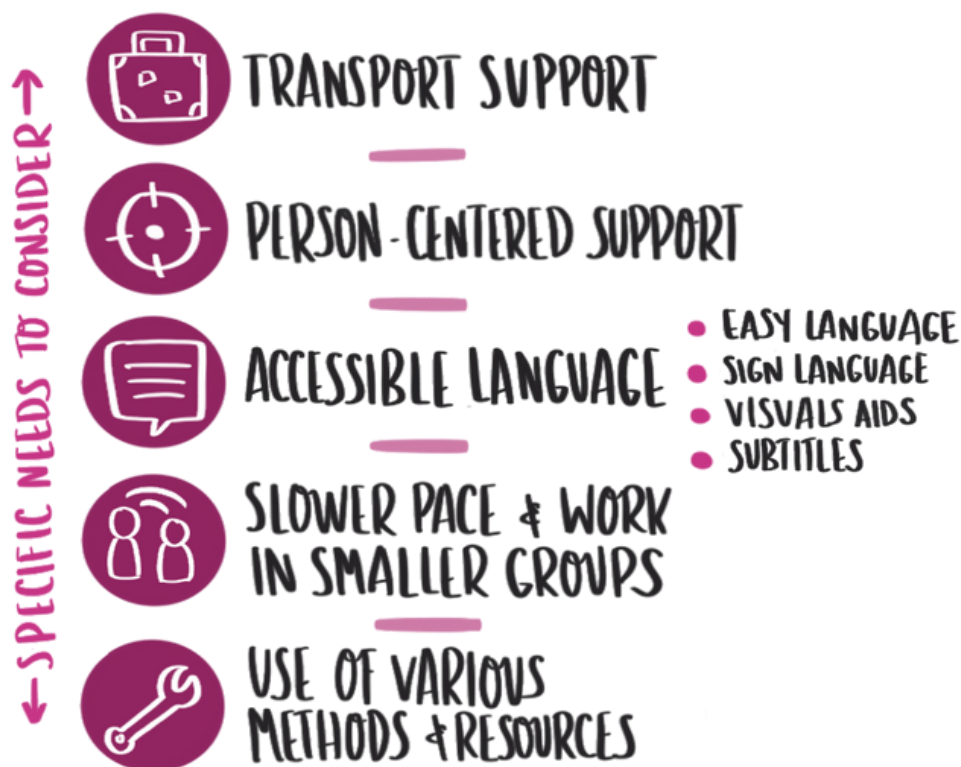 SPECIFIC NEEDS TO CONSIDER
TRANSPORT SUPPORT
PERSON-CENTERED SUPPORT
ACCESSIBLE LANGUAGE
EASY LANGUAGE
SIGN LANGUAGE
VISUALS AIDS
SUBTITLES
SLOWER PACE & WORK
IN SMALLER GROUPS
USE OF VARIOUS
METHODS & RESOURCES